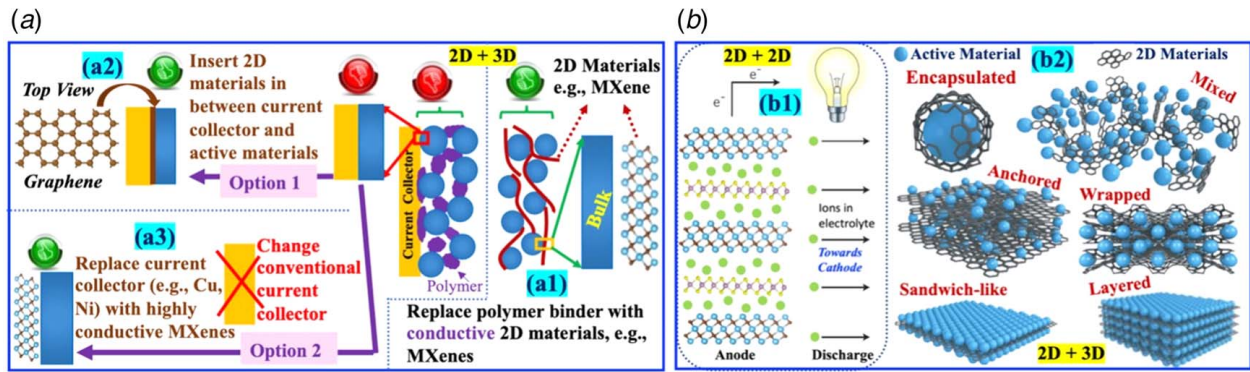 (a)
(a2)
Top View
Graphene
Insert 2D
materials in
between current
collector and
active materials
Option 1
2D + 3D
Current Collector
Polymer
2D Materials
e.g., MXene
Bulk
(a1)
Replace polymer binder with
conductive 2D materials, e.g.,
MXenes
(a3)
Replace current
collector (e.g., Cu,
Ni) with highly
conductive MXenes
Change
conventional
current
collector
Option 2
(b)
2D + 2D
e-
e-
(b1)
Ions in
electrolyte
Towards
Cathode
Anode
Discharge
Active Material
2D Materials
(b2)
Encapsulated
Mixed
Anchored
Wrapped
Sandwich-like
Layered
2D + 3D